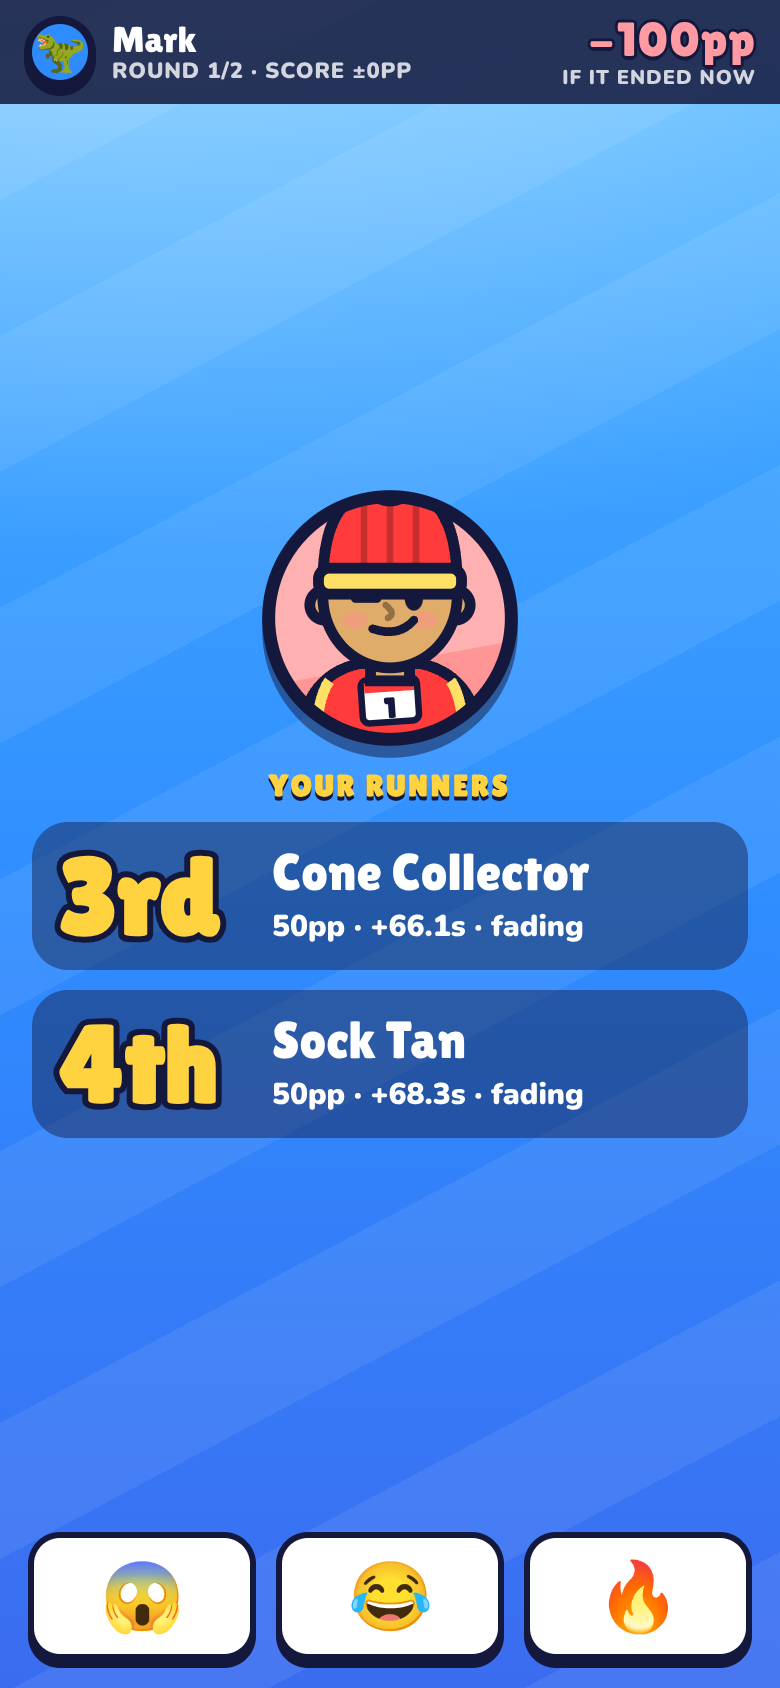 Mark
ROUND 1/2 · SCORE ±0PP
−100pp
IF IT ENDED NOW
1
YOUR RUNNERS
3rd
Cone Collector
50pp · +66.1s · fading
4th
Sock Tan
50pp · +68.3s · fading